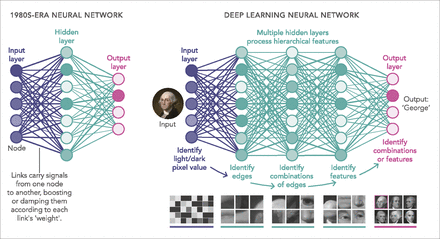 1980S-ERA NEURAL NETWORK
Hidden
layer
Input
layer
Output
layer
Node
Links carry signals
from one node
to another, boosting
or damping them
according to each
link's 'weight'.
DEEP LEARNING NEURAL NETWORK
Multiple hidden layers
process hierarchical features
Input
layer
Output
layer
Input
Output:
'George'
Identify
light/dark
pixel value
Identify
edges
Identify
combinations
of edges
Identify
features
Identify
combinations
or features